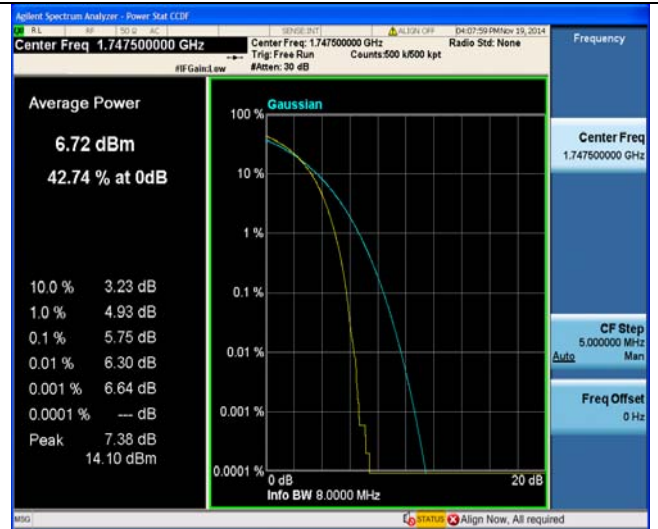 Agilent Spectrum Analyzer - Power Stat CCDF
RL RF 50 Ω AC SENSE:INT ALIGN OFF 04:07:59 PM Nov 19, 2014
Center Freq 1.747500000 GHz
Center Freq: 1.747500000 GHz Radio Std: None
Trig: Free Run Counts:500 k/500 kpt
#IFGain:Low #Atten: 30 dB
Frequency
Average Power
6.72 dBm
42.74 % at 0dB
10.0 % 3.23 dB
1.0 % 4.93 dB
0.1 % 5.75 dB
0.01 % 6.30 dB
0.001 % 6.64 dB
0.0001 % --- dB
Peak 7.38 dB
14.10 dBm
Gaussian
100 %
10 %
1 %
0.1 %
0.01 %
0.001 %
0.0001 %
0 dB 20 dB
Info BW 8.0000 MHz
Center Freq
1.747500000 GHz
CF Step
5.000000 MHz
Auto Man
Freq Offset
0 Hz
MSG STATUS Align Now, All required